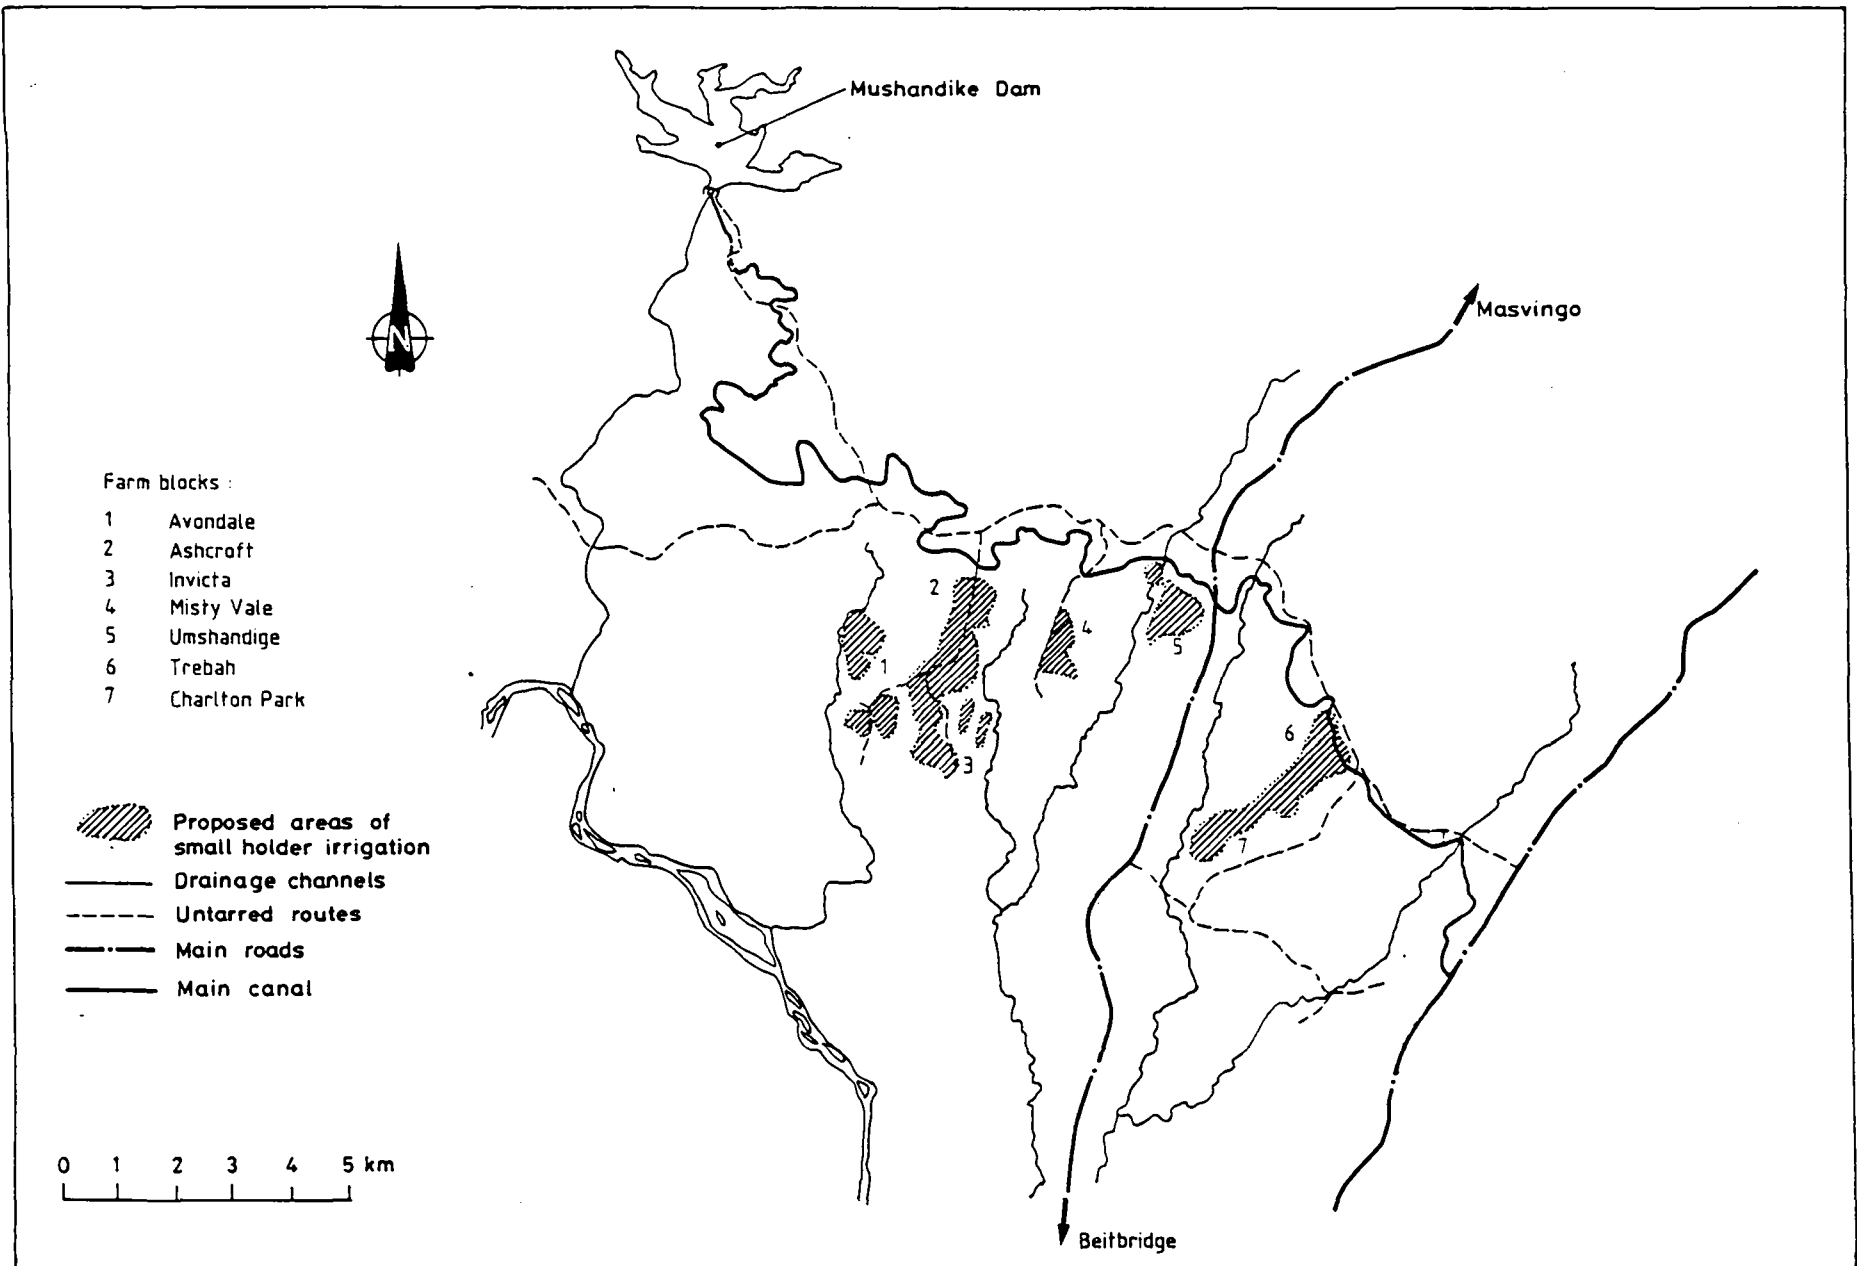 Mushandike Dam
Masvingo
N
Farm blocks :
1 Avondale
2 Ashcroft
3 Invicta
4 Misty Vale
5 Umshandige
6 Trebah
7 Charlton Park
2
4
1
5
3
6
7
Proposed areas of
small holder irrigation
Drainage channels
Untarred routes
Main roads
Main canal
0 1 2 3 4 5 km
Beitbridge